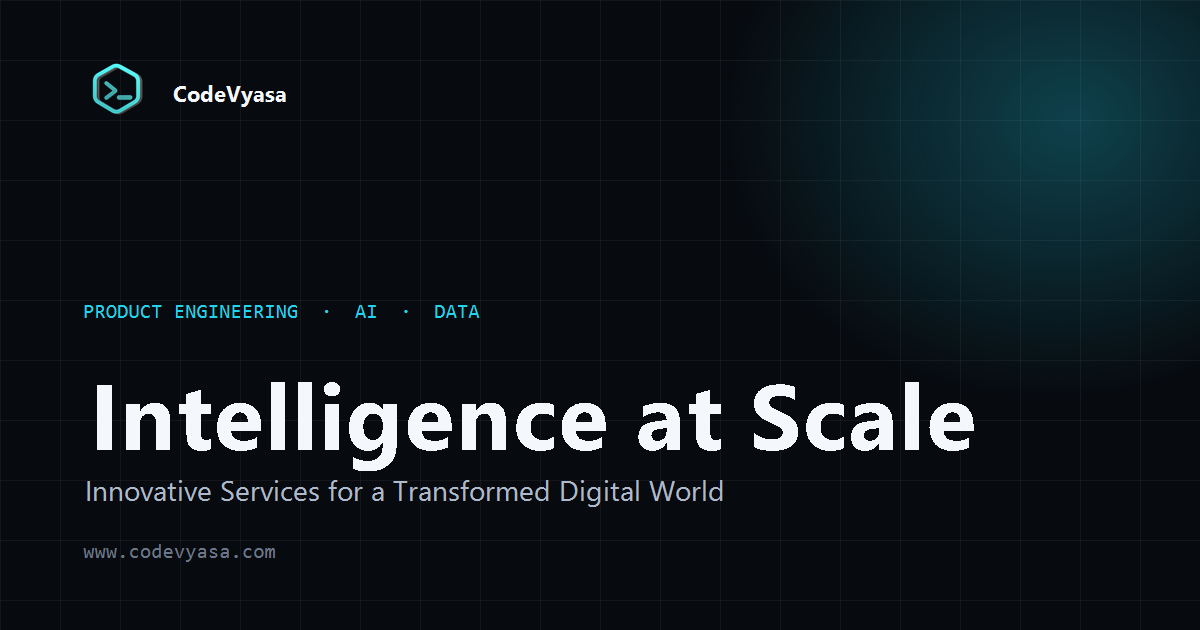 CodeVyasa
PRODUCT ENGINEERING · AI · DATA
Intelligence at Scale
Innovative Services for a Transformed Digital World
www.codevyasa.com